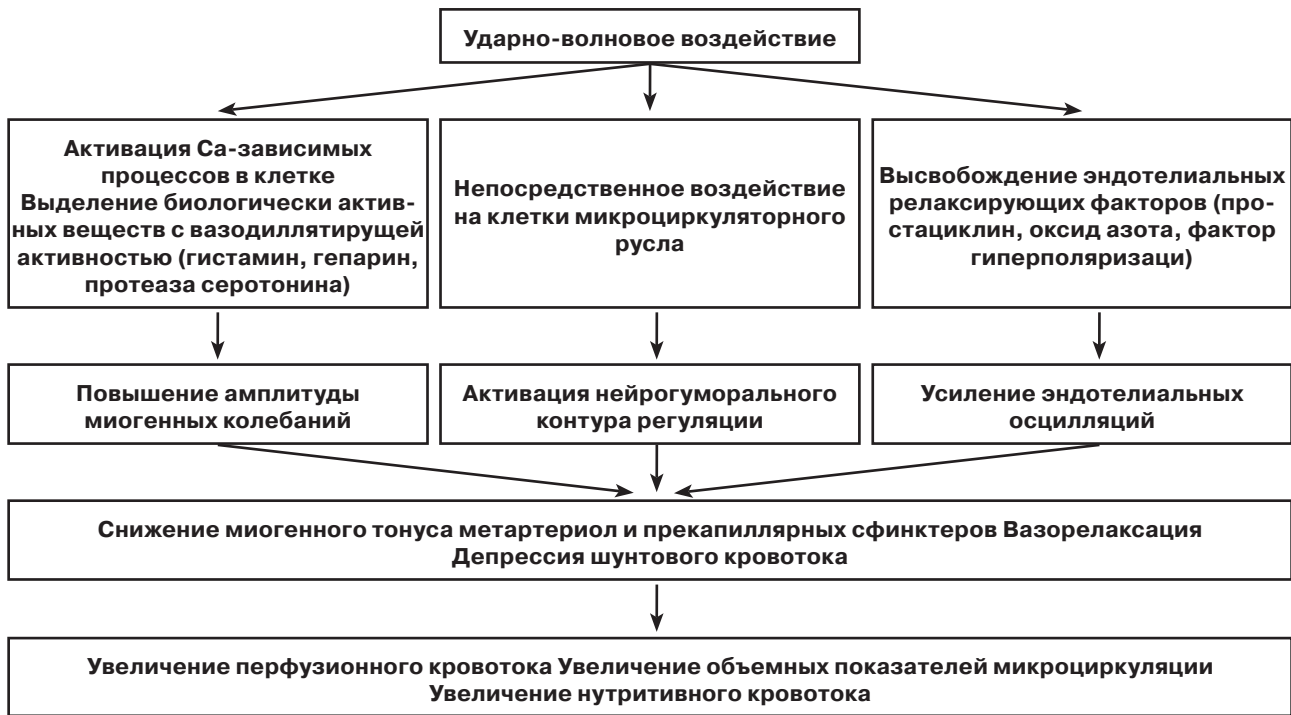 Ударно-волновое воздействие
Активация Са-зависимых
процессов в клетке
Выделение биологически актив-
ных веществ с вазодиллятирущей
активностью (гистамин, гепарин,
протеаза серотонина)
Непосредственное воздействие
на клетки микроциркуляторного
русла
Высвобождение эндотелиальных
релаксирующих факторов (про-
стациклин, оксид азота, фактор
гиперполяризаци)
Повышение амплитуды
миогенных колебаний
Активация нейрогуморального
контура регуляции
Усиление эндотелиальных
осцилляций
Снижение миогенного тонуса метартериол и прекапиллярных сфинктеров Вазорелаксация
Депрессия шунтового кровотока
Увеличение перфузионного кровотока Увеличение объемных показателей микроциркуляции
Увеличение нутритивного кровотока